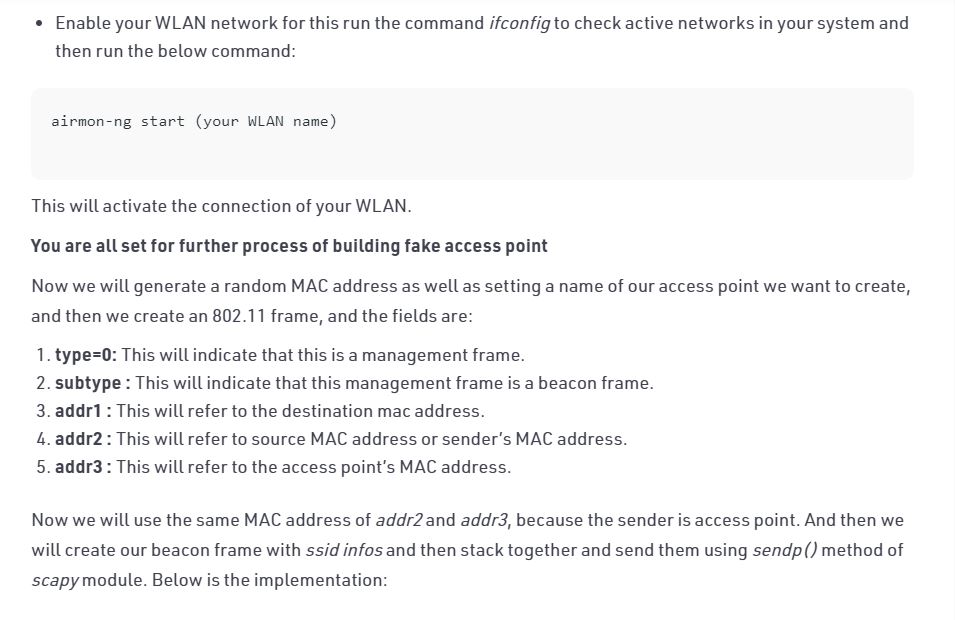 • Enable your WLAN network for this run the command ifconfig to check active networks in your system and
then run the below command:
airmon-ng start (your WLAN name)
This will activate the connection of your WLAN.
You are all set for further process of building fake access point
Now we will generate a random MAC address as well as setting a name of our access point we want to create,
and then we create an 802.11 frame, and the fields are:
1. type=0: This will indicate that this is a management frame.
2. subtype : This will indicate that this management frame is a beacon frame.
3. addr1 : This will refer to the destination mac address.
4. addr2 : This will refer to source MAC address or sender's MAC address.
5. addr3 : This will refer to the access point's MAC address.
Now we will use the same MAC address of addr2 and addr3, because the sender is access point. And then we
will create our beacon frame with ssid infos and then stack together and send them using sendp() method of
scapy module. Below is the implementation: